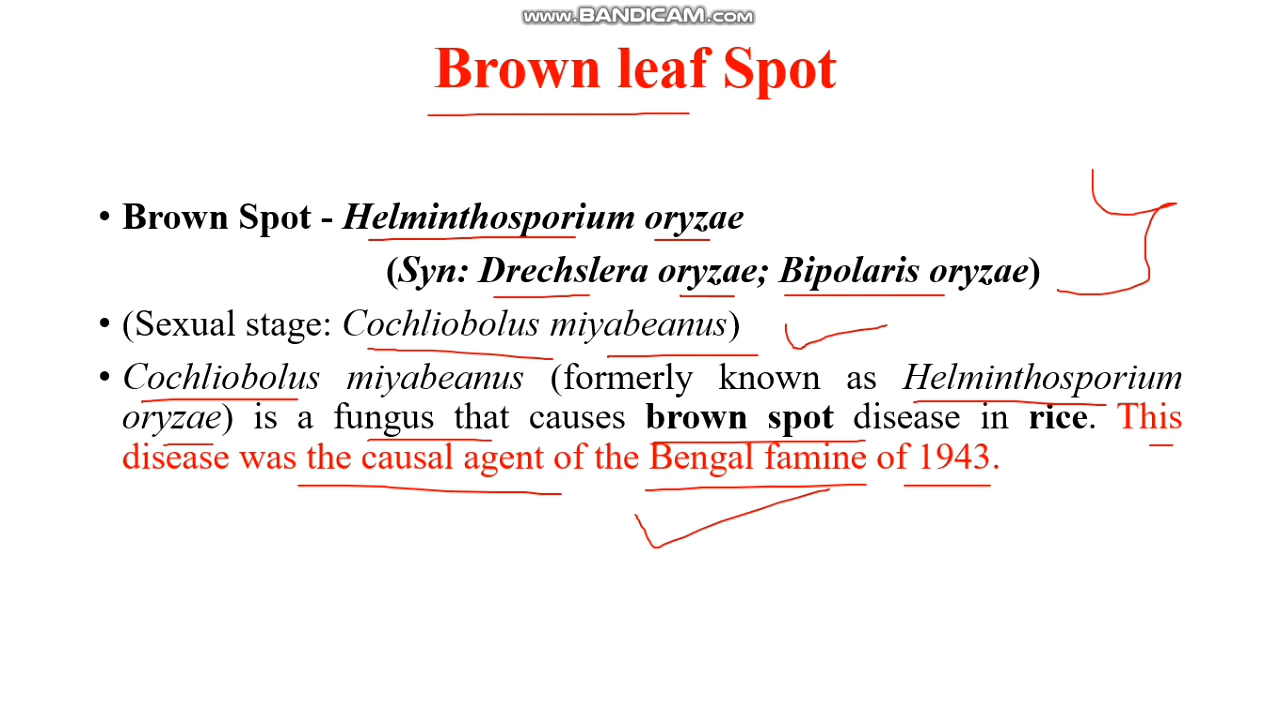 www.BANDICAM.com
Brown leaf Spot
• Brown Spot - Helminthosporium oryzae
(Syn: Drechslera oryzae; Bipolaris oryzae)
• (Sexual stage: Cochliobolus miyabeanus)
• Cochliobolus miyabeanus (formerly known as Helminthosporium
oryzae) is a fungus that causes brown spot disease in rice. This
disease was the causal agent of the Bengal famine of 1943.